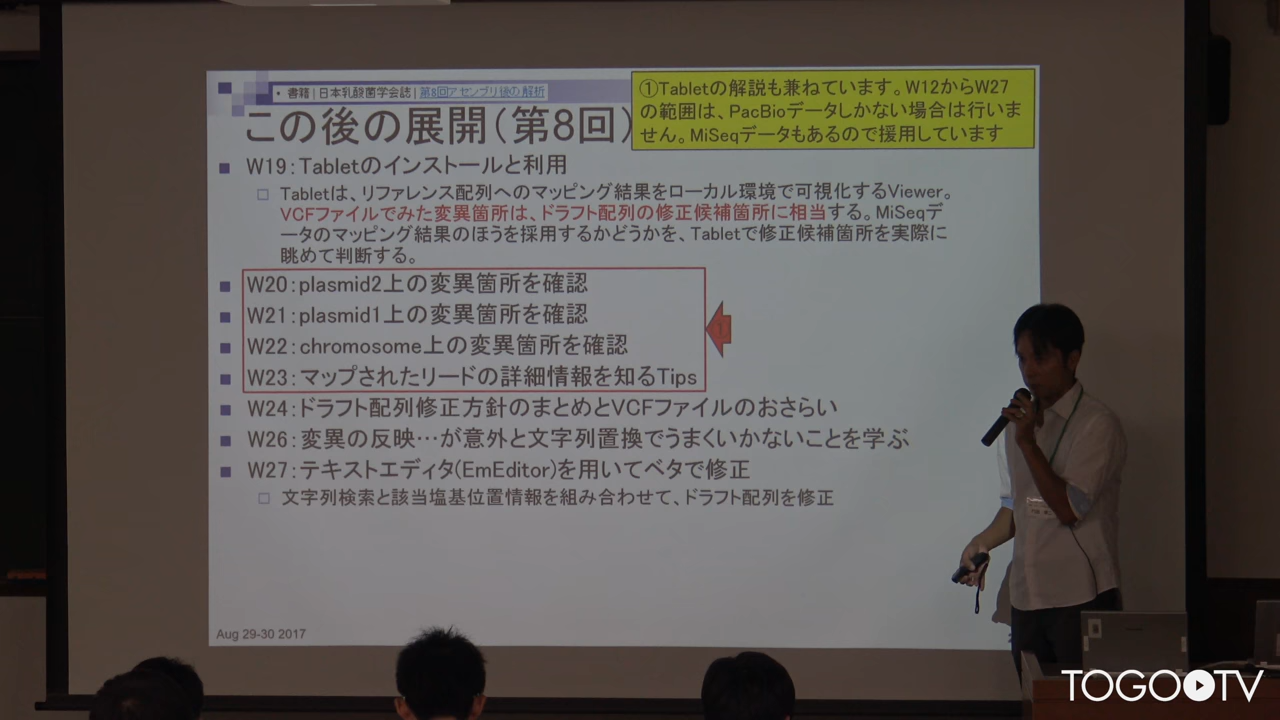 • 書籍 | 日本乳酸菌学会誌 | 第8回アセンブリ後の解析
この後の展開(第8回)
①Tabletの解説も兼ねています。W12からW27
の範囲は、PacBioデータしかない場合は行いま
せん。MiSeqデータもあるので援用しています
W19:Tabletのインストールと利用
Tabletは、リファレンス配列へのマッピング結果をローカル環境で可視化するViewer。
VCFファイルでみた変異箇所は、ドラフト配列の修正候補箇所に相当する。MiSeqデ
ータのマッピング結果のほうを採用するかどうかを、Tabletで修正候補箇所を実際に
眺めて判断する。
W20:plasmid2上の変異箇所を確認
W21:plasmid1上の変異箇所を確認
W22:chromosome上の変異箇所を確認
W23:マップされたリードの詳細情報を知るTips
①
W24:ドラフト配列修正方針のまとめとVCFファイルのおさらい
W26:変異の反映…が意外と文字列置換でうまくいかないことを学ぶ
W27:テキストエディタ(EmEditor)を用いてベタで修正
文字列検索と該当塩基位置情報を組み合わせて、ドラフト配列を修正
Aug 29-30 2017
TOGOTV